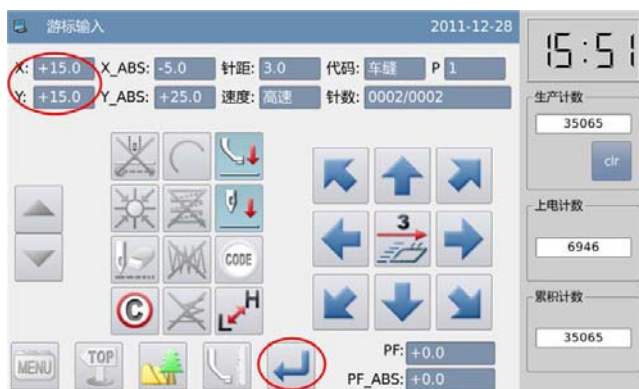 游标输入 2011-12-28
X: +15.0 X_ABS: -5.0 针距: 3.0 代码: 车缝 P 1
Y: +15.0 Y_ABS: +25.0 速度: 高速 针数: 0002/0002
15:51
生产计数
35065
clr
上电计数
6946
累积计数
35065
3
CODE
C
L H
MENU TOP
PF: +0.0
PF_ABS: +0.0